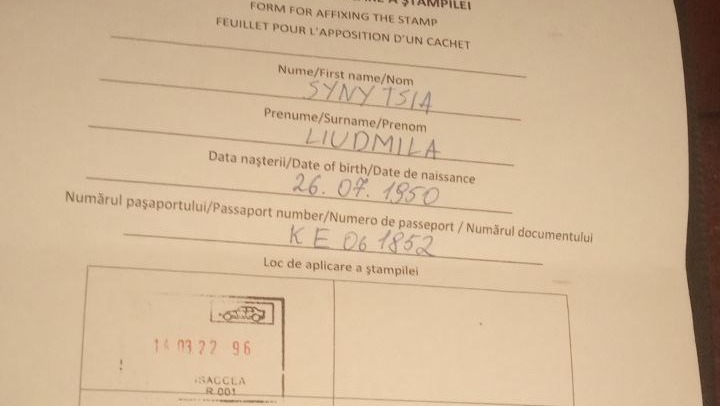 A ŞTAMPILEI
FORM FOR AFFIXING THE STAMP
FEUILLET POUR L'APPOSITION D'UN CACHET
Nume/First name/Nom
SYNYTSIA
Prenume/Surname/Prenom
LIUDMILA
Data naşterii/Date of birth/Date de naissance
26.07.1950
Numărul paşaportului/Passaport number/Numero de passeport / Numărul documentului
KE 061852
Loc de aplicare a ştampilei
14 03 22 96
ISACCEA
R 001